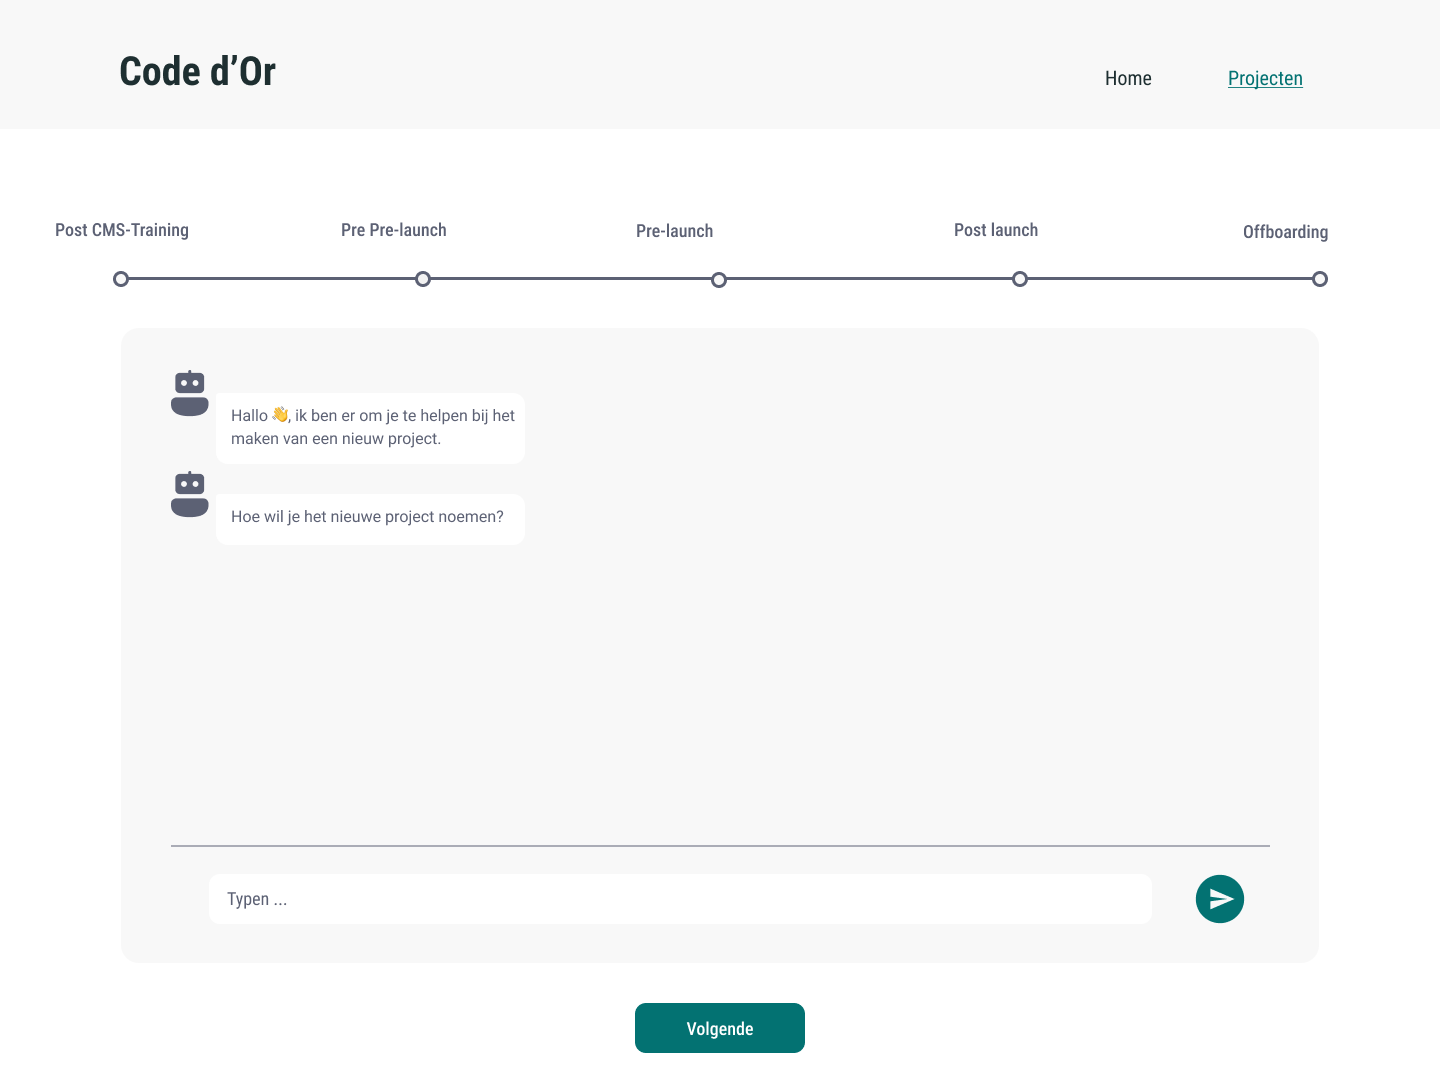 Code d’Or
Home
Projecten
Post CMS-Training
Pre Pre-launch
Pre-launch
Post launch
Offboarding
Hallo 👋, ik ben er om je te helpen bij het
maken van een nieuw project.
Hoe wil je het nieuwe project noemen?
Typen ...
Volgende